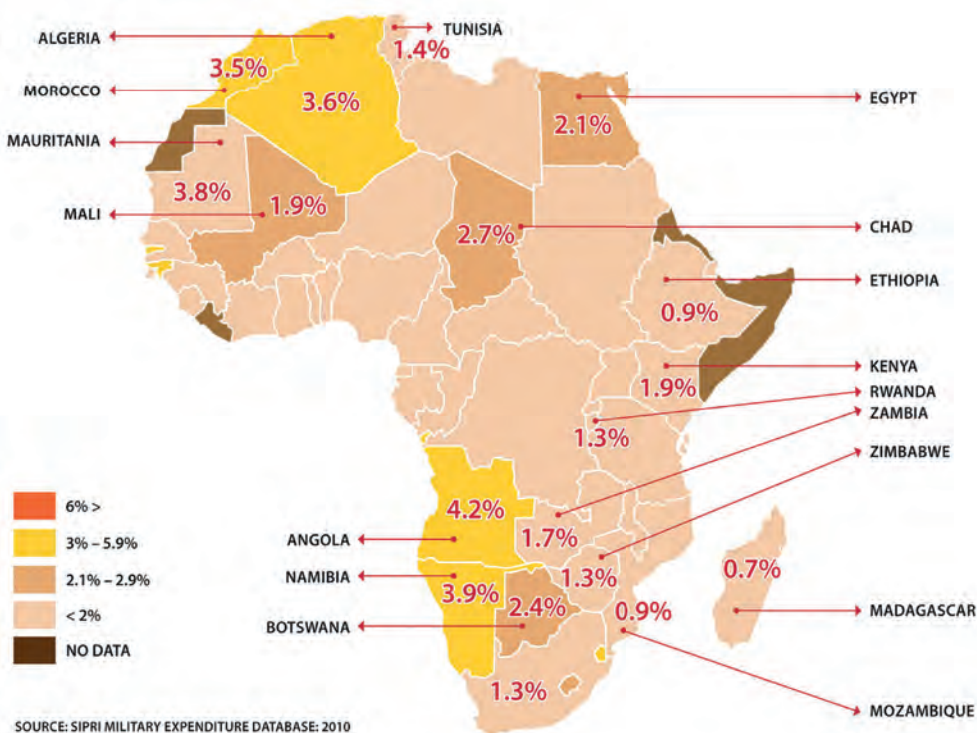 ALGERIA
TUNISIA
1.4%
3.5%
MOROCCO
3.6%
EGYPT
2.1%
MAURITANIA
3.8%
1.9%
MALI
2.7%
CHAD
ETHIOPIA
0.9%
KENYA
1.9%
RWANDA
ZAMBIA
1.3%
ZIMBABWE
6% >
3% – 5.9%
2.1% – 2.9%
< 2%
NO DATA
4.2%
ANGOLA
1.7%
NAMIBIA
3.9%
1.3%
0.7%
2.4%
0.9%
BOTSWANA
MADAGASCAR
1.3%
MOZAMBIQUE
SOURCE: SIPRI MILITARY EXPENDITURE DATABASE: 2010